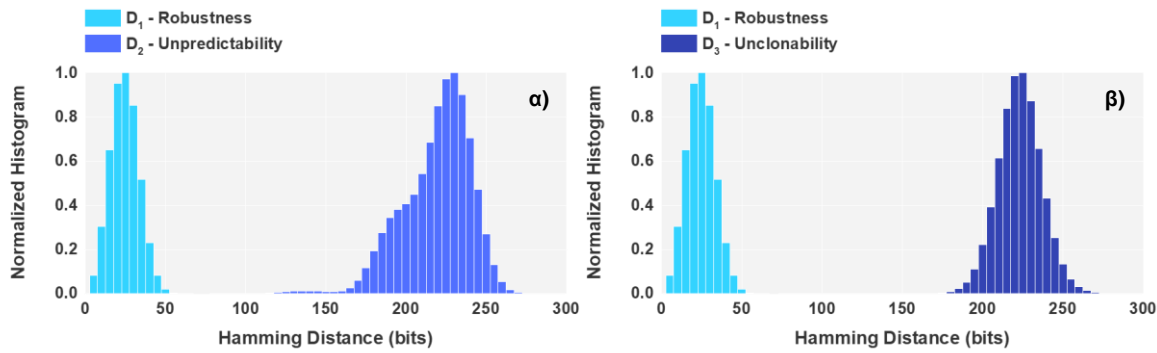 D₁ - Robustness
D₂ - Unpredictability
α)
Normalized Histogram
1.0
0.8
0.6
0.4
0.2
0.0
0 50 100 150 200 250 300
Hamming Distance (bits)
D₁ - Robustness
D₃ - Unclonability
β)
Normalized Histogram
1.0
0.8
0.6
0.4
0.2
0.0
0 50 100 150 200 250 300
Hamming Distance (bits)